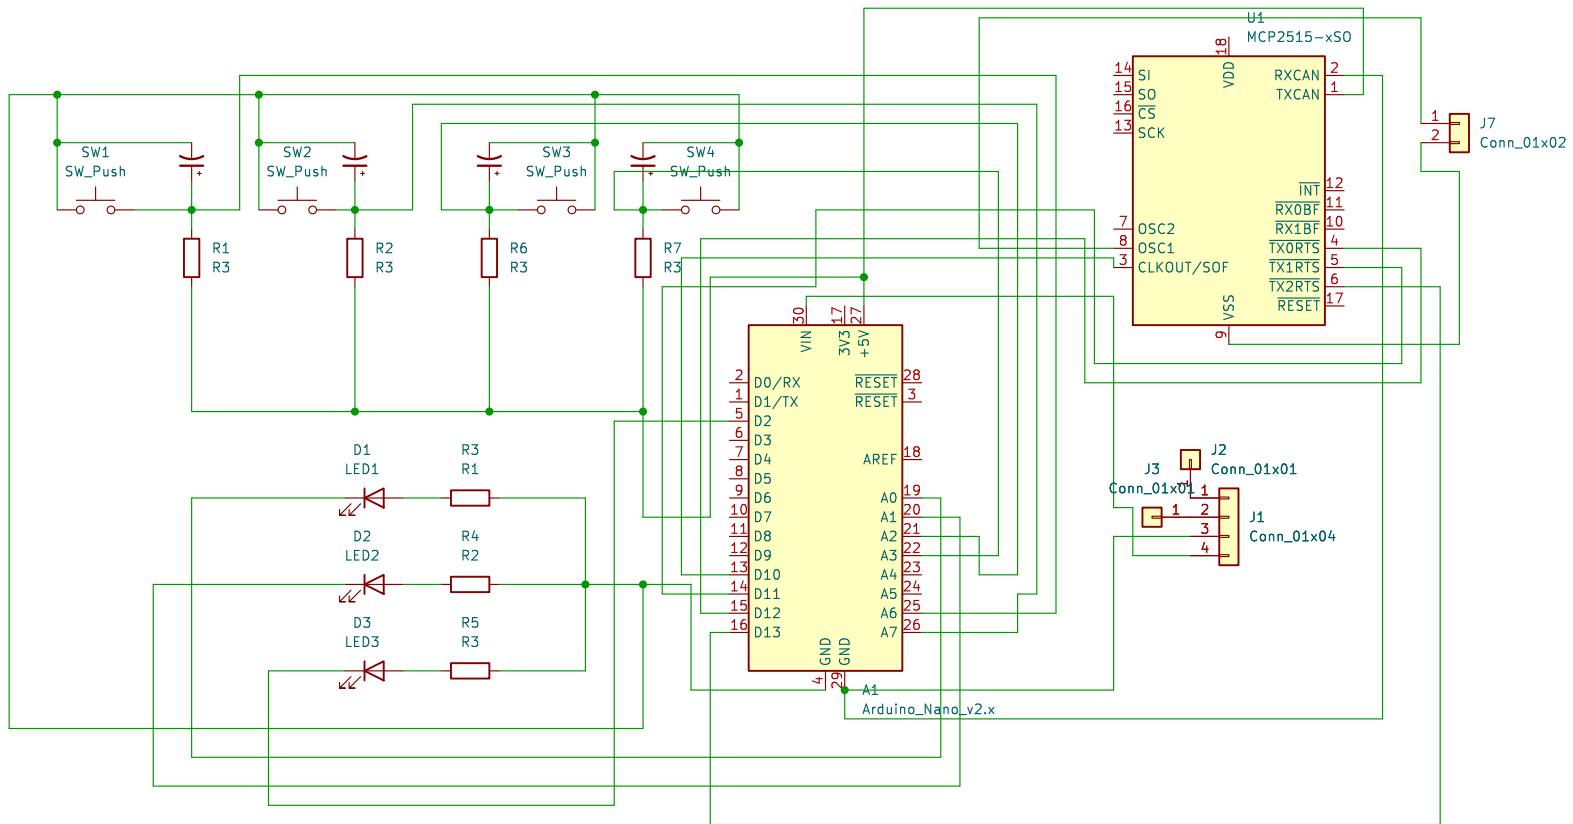 U1
MCP2515-xSO
18
VDD
14 SI
15 SO
16 CS
13 SCK
7 OSC2
8 OSC1
3 CLKOUT/SOF
RXCAN 2
TXCAN 1
INT 12
RX0BF 11
RX1BF 10
TX0RTS 4
TX1RTS 5
TX2RTS 6
RESET 17
VSS
9
1
2
J7
Conn_01x02
SW1
SW_Push
+
SW2
SW_Push
+
+
SW3
SW_Push
+
SW4
SW_Push
R1
R3
R2
R3
R6
R3
R7
R3
30
17
27
VIN
3V3
+5V
2 D0/RX
1 D1/TX
5 D2
6 D3
7 D4
8 D5
9 D6
10 D7
11 D8
12 D9
13 D10
14 D11
15 D12
16 D13
RESET 28
RESET 3
AREF 18
A0 19
A1 20
A2 21
A3 22
A4 23
A5 24
A6 25
A7 26
GND
GND
4
29
A1
Arduino_Nano_v2.x
D1
LED1
R3
R1
D2
LED2
R4
R2
D3
LED3
R5
R3
J2
Conn_01x01
1
J3
Conn_01x01
1
1
2
3
4
J1
Conn_01x04